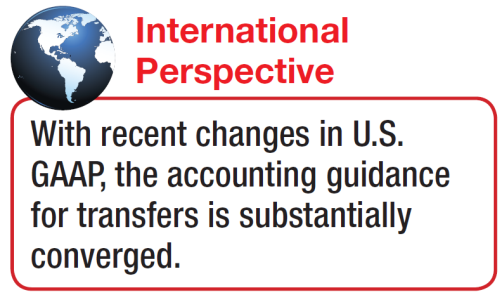 International
Perspective
With recent changes in U.S.
GAAP, the accounting guidance
for transfers is substantially
converged.